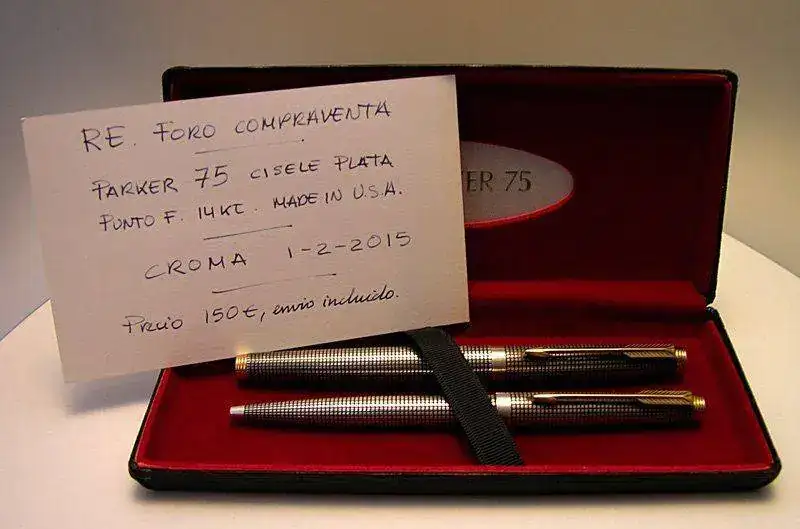 RE. FORO COMPRAVENTA
PARKER 75 CISELE PLATA
PUNTO F. 14KT. MADE IN U.S.A.
CROMA 1-2-2015
Precio 150€, envio incluido.
ER 75